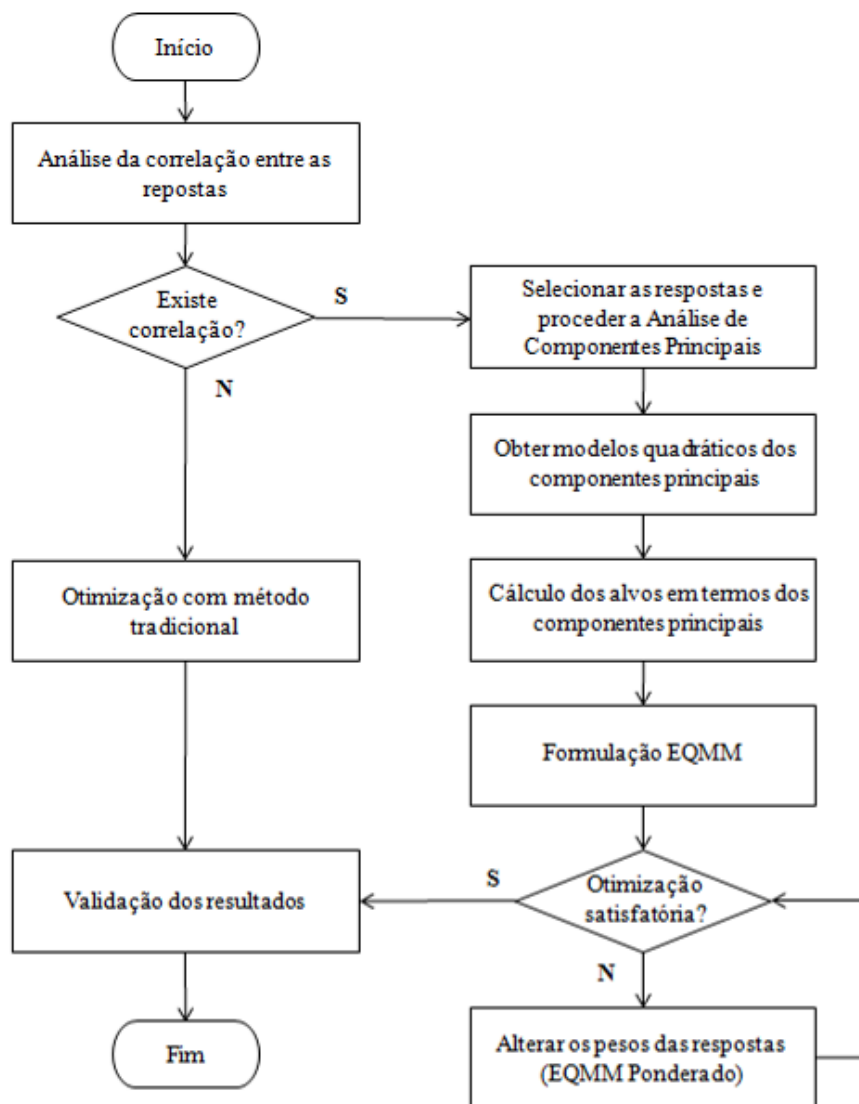 Início
Análise da correlação entre as
repostas
Existe
correlação?
S
N
Selecionar as respostas e
proceder a Análise de
Componentes Principais
Obter modelos quadráticos dos
componentes principais
Otimização com método
tradicional
Cálculo dos alvos em termos dos
componentes principais
Formulação EQMM
Otimização
satisfatória?
S
N
Validação dos resultados
Alterar os pesos das respostas
(EQMM Ponderado)
Fim